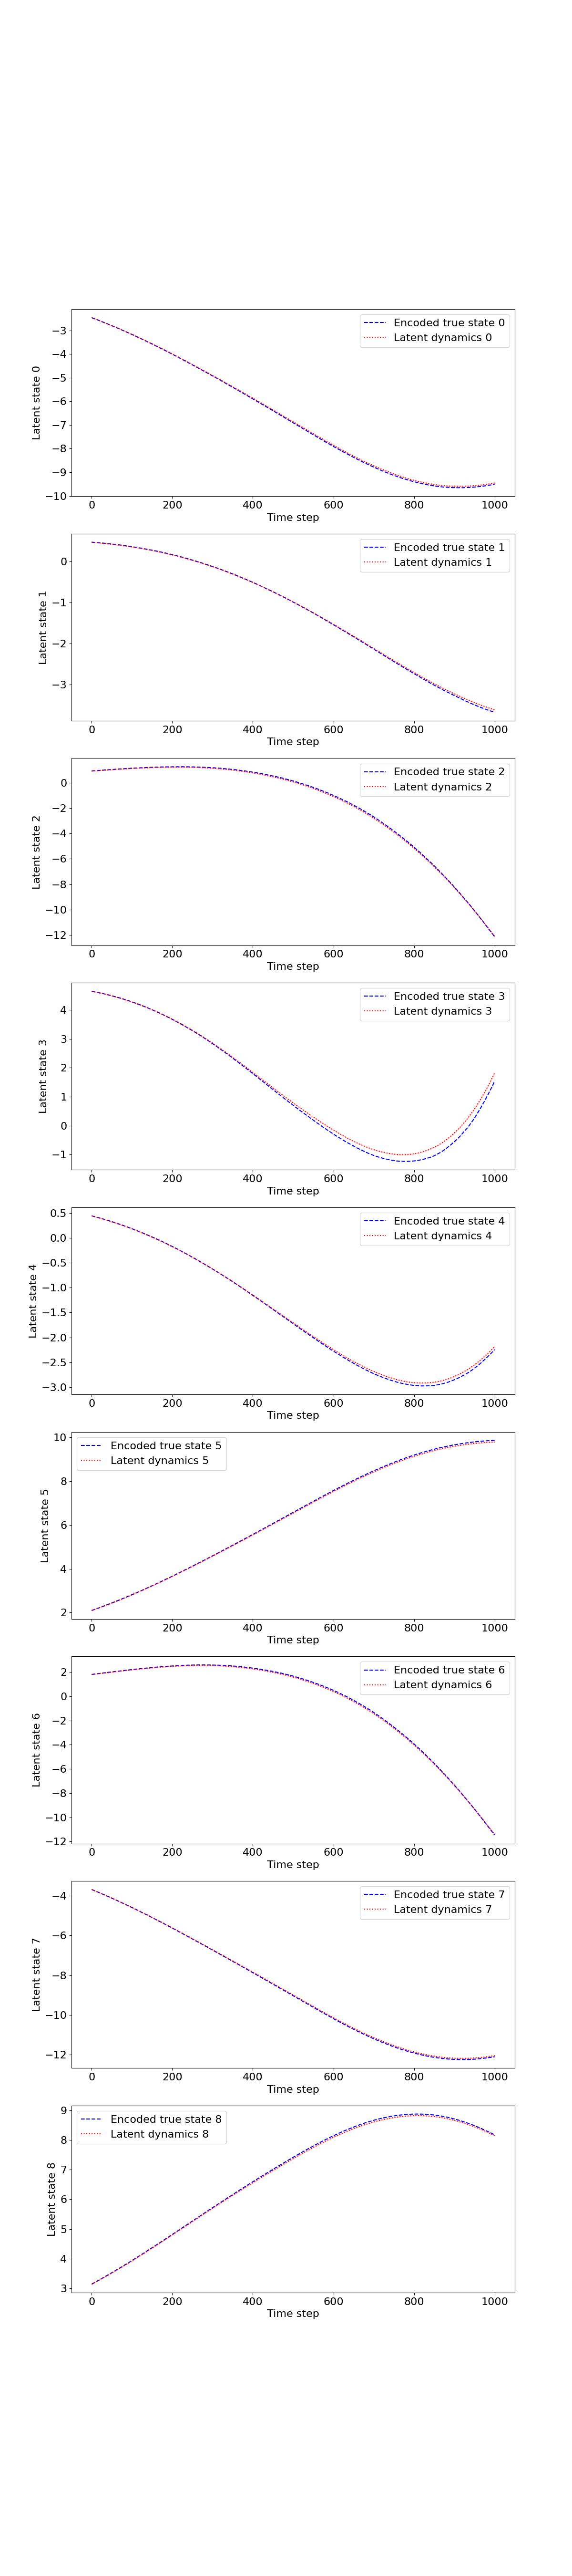 Latent state 0
−3
−4
−5
−6
−7
−8
−9
−10
Encoded true state 0
Latent dynamics 0
0 200 400 600 800 1000
Time step
Latent state 1
0
−1
−2
−3
Encoded true state 1
Latent dynamics 1
0 200 400 600 800 1000
Time step
Latent state 2
0
−2
−4
−6
−8
−10
−12
Encoded true state 2
Latent dynamics 2
0 200 400 600 800 1000
Time step
Latent state 3
4
3
2
1
0
−1
Encoded true state 3
Latent dynamics 3
0 200 400 600 800 1000
Time step
Latent state 4
0.5
0.0
−0.5
−1.0
−1.5
−2.0
−2.5
−3.0
Encoded true state 4
Latent dynamics 4
0 200 400 600 800 1000
Time step
Latent state 5
10
8
6
4
2
Encoded true state 5
Latent dynamics 5
0 200 400 600 800 1000
Time step
Latent state 6
2
0
−2
−4
−6
−8
−10
−12
Encoded true state 6
Latent dynamics 6
0 200 400 600 800 1000
Time step
Latent state 7
−4
−6
−8
−10
−12
Encoded true state 7
Latent dynamics 7
0 200 400 600 800 1000
Time step
Latent state 8
9
8
7
6
5
4
3
Encoded true state 8
Latent dynamics 8
0 200 400 600 800 1000
Time step